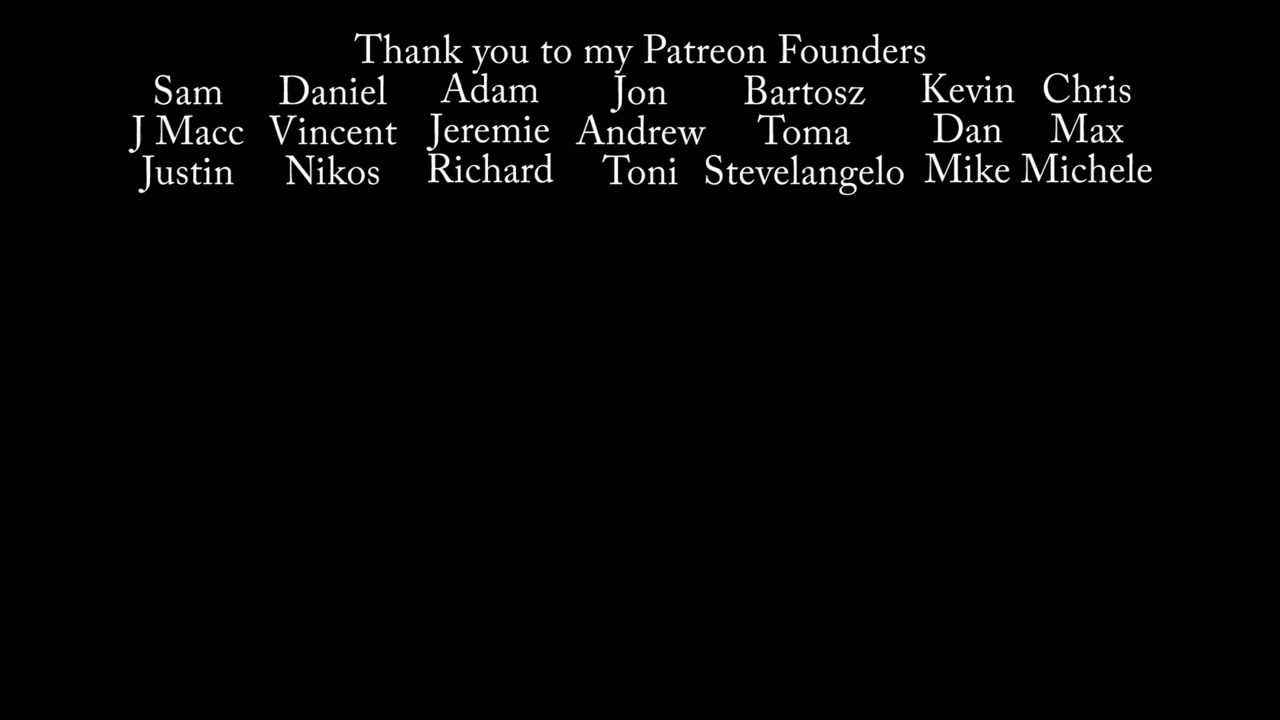 Thank you to my Patreon Founders
Sam Daniel Adam Jon Bartosz Kevin Chris
J Macc Vincent Jeremie Andrew Toma Dan Max
Justin Nikos Richard Toni Stevelangelo Mike Michele